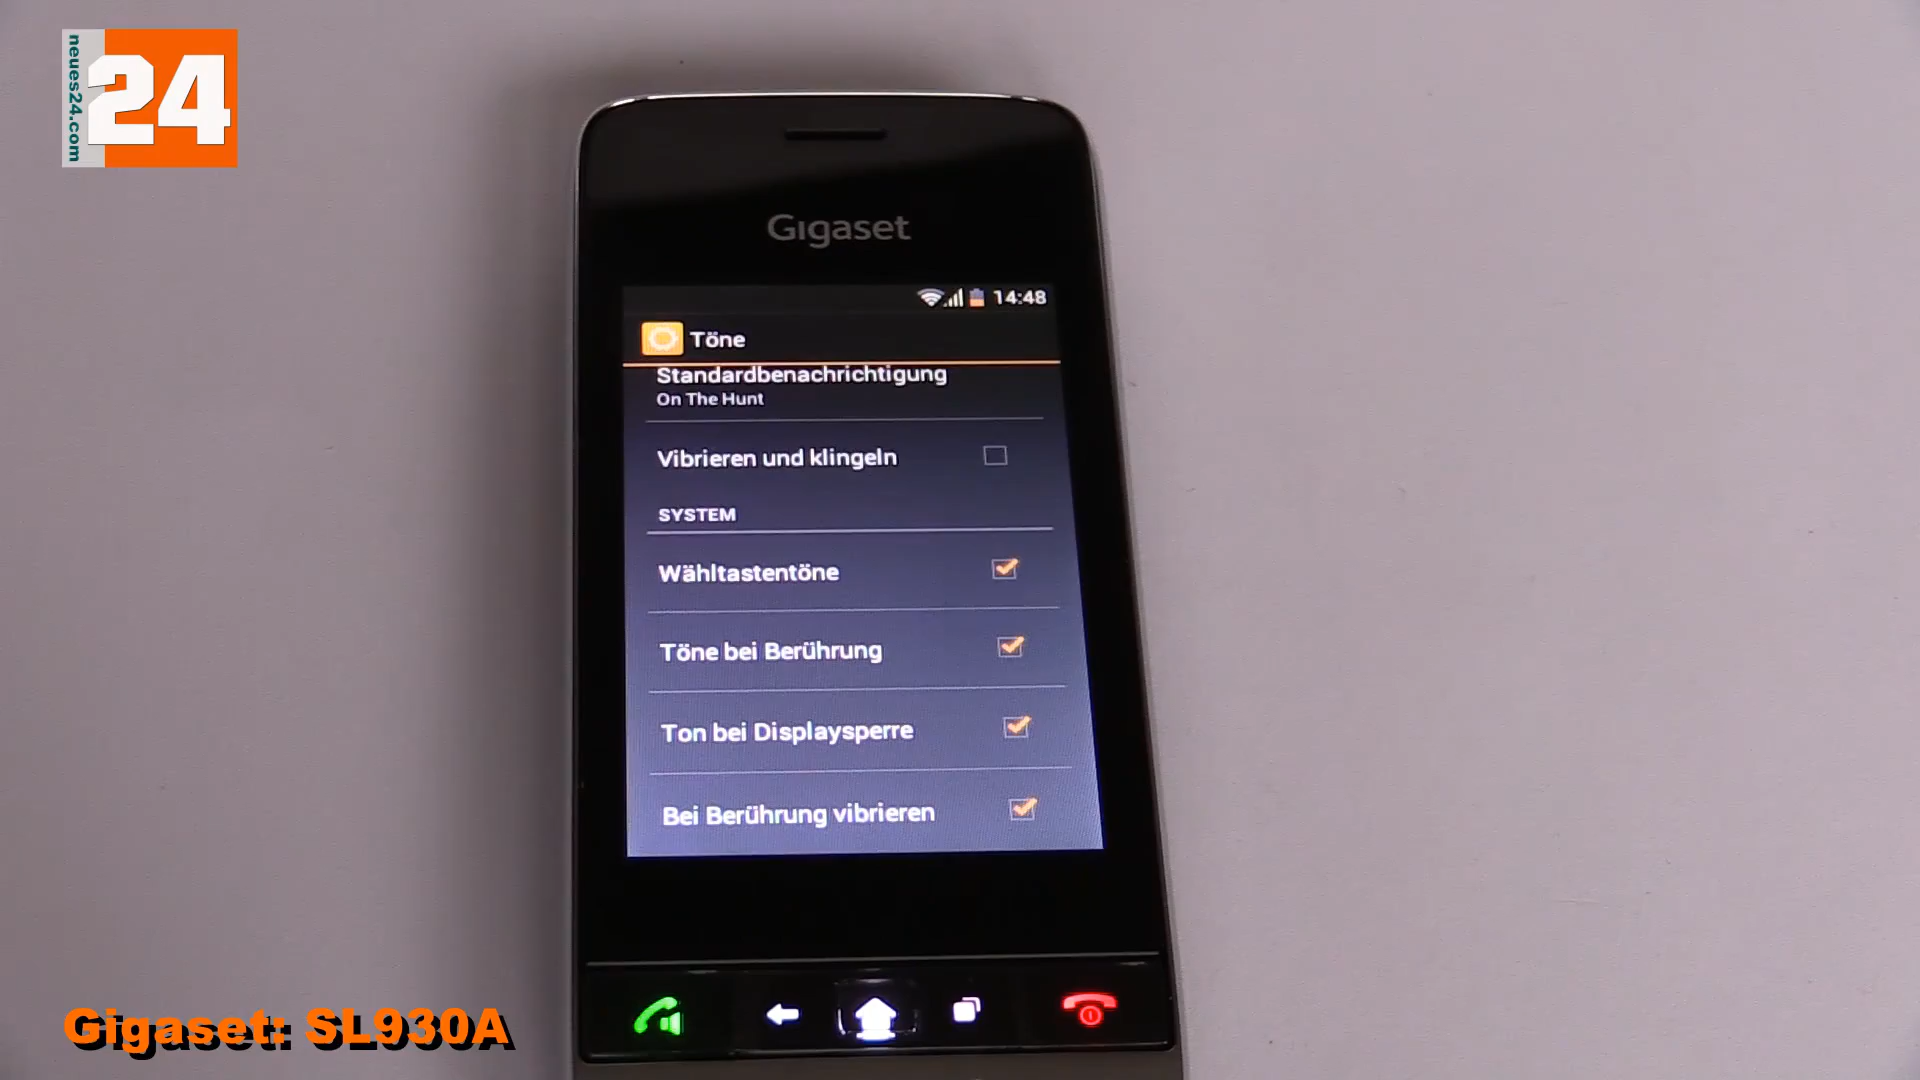 neues24.com
24
Gigaset
14:48
Töne
Standardbenachrichtigung
On The Hunt
Vibrieren und klingeln
SYSTEM
Wähltastentöne
Töne bei Berührung
Ton bei Displaysperre
Bei Berührung vibrieren
Gigaset: SL930A